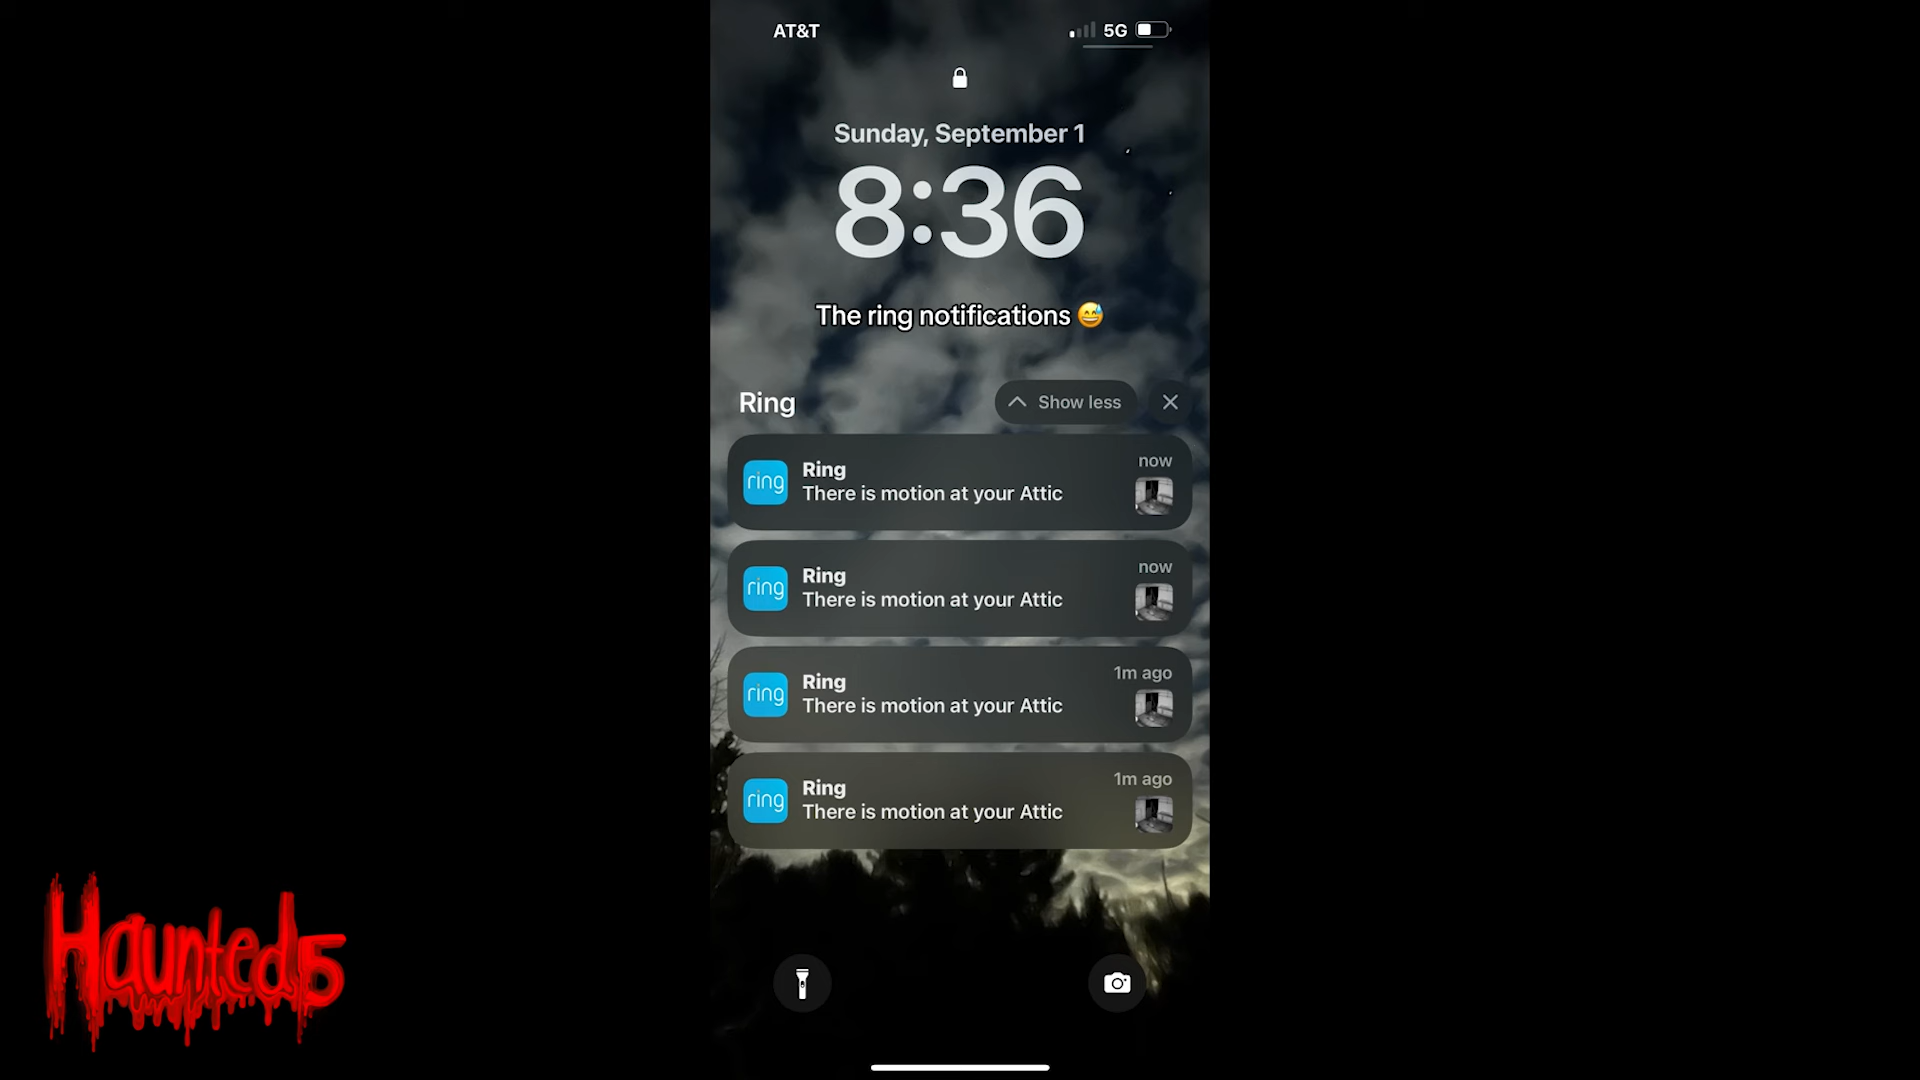 AT&T
5G
Sunday, September 1
8:36
The ring notifications 😅
Ring
Show less
ring
Ring
now
There is motion at your Attic
ring
Ring
now
There is motion at your Attic
ring
Ring
1m ago
There is motion at your Attic
ring
Ring
1m ago
There is motion at your Attic
Haunted5